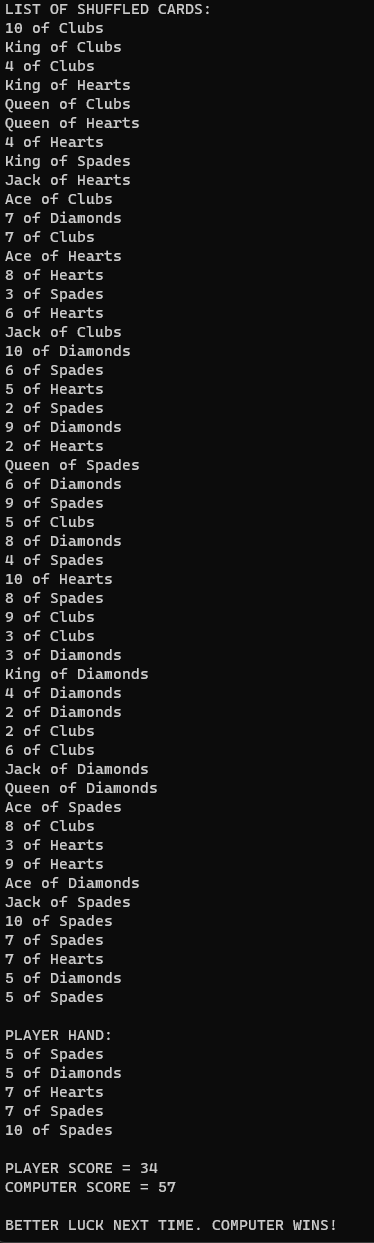 LIST OF SHUFFLED CARDS:
10 of Clubs
King of Clubs
4 of Clubs
King of Hearts
Queen of Clubs
Queen of Hearts
4 of Hearts
King of Spades
Jack of Hearts
Ace of Clubs
7 of Diamonds
7 of Clubs
Ace of Hearts
8 of Hearts
3 of Spades
6 of Hearts
Jack of Clubs
10 of Diamonds
6 of Spades
5 of Hearts
2 of Spades
9 of Diamonds
2 of Hearts
Queen of Spades
6 of Diamonds
9 of Spades
5 of Clubs
8 of Diamonds
4 of Spades
10 of Hearts
8 of Spades
9 of Clubs
3 of Clubs
3 of Diamonds
King of Diamonds
4 of Diamonds
2 of Diamonds
2 of Clubs
6 of Clubs
Jack of Diamonds
Queen of Diamonds
Ace of Spades
8 of Clubs
3 of Hearts
9 of Hearts
Ace of Diamonds
Jack of Spades
10 of Spades
7 of Spades
7 of Hearts
5 of Diamonds
5 of Spades

PLAYER HAND:
5 of Spades
5 of Diamonds
7 of Hearts
7 of Spades
10 of Spades

PLAYER SCORE = 34
COMPUTER SCORE = 57

BETTER LUCK NEXT TIME. COMPUTER WINS!